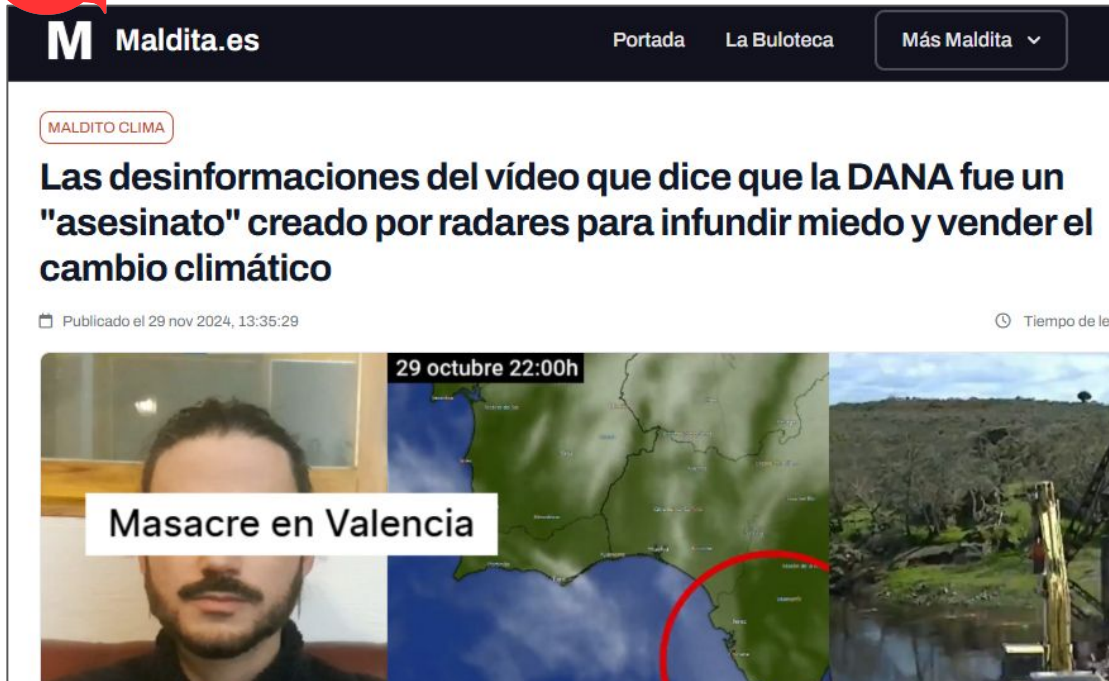 M Maldita.es
Portada La Buloteca Más Maldita
MALDITO CLIMA
Las desinformaciones del vídeo que dice que la DANA fue un
"asesinato" creado por radares para infundir miedo y vender el
cambio climático
Publicado el 29 nov 2024, 13:35:29
Tiempo de le
29 octubre 22:00h
Masacre en Valencia